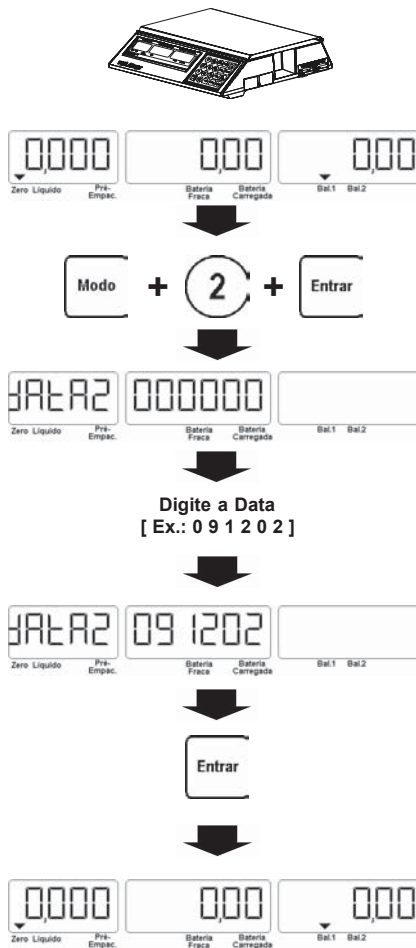 0,000 0,00 0,00
Zero Líquido Pré-Empac. Bateria Fraca Bateria Carregada Bal.1 Bal.2
Modo + 2 + Entrar
dAtA2 000000
Zero Líquido Pré-Empac. Bateria Fraca Bateria Carregada Bal.1 Bal.2
Digite a Data
[ Ex.: 0 9 1 2 0 2 ]
dAtA2 091202
Zero Líquido Pré-Empac. Bateria Fraca Bateria Carregada Bal.1 Bal.2
Entrar
0,000 0,00 0,00
Zero Líquido Pré-Empac. Bateria Fraca Bateria Carregada Bal.1 Bal.2